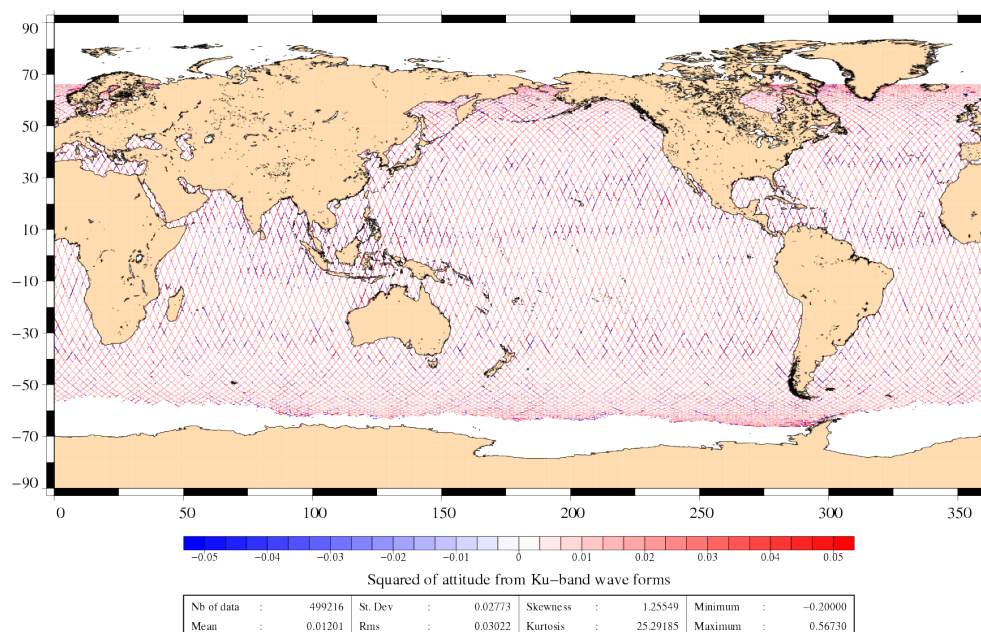 90
70
50
30
10
−10
−30
−50
−70
−90
0 50 100 150 200 250 300 350
−0.05 −0.04 −0.03 −0.02 −0.01 0 0.01 0.02 0.03 0.04 0.05
Squared of attitude from Ku−band wave forms
Nb of data : 499216 St. Dev : 0.02773 Skewness : 1.25549 Minimum : −0.20000
Mean : 0.01201 Rms : 0.03022 Kurtosis : 25.29185 Maximum : 0.56730